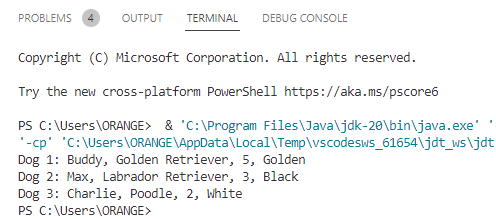 PROBLEMS 4 OUTPUT TERMINAL DEBUG CONSOLE
Copyright (C) Microsoft Corporation. All rights reserved.
Try the new cross-platform PowerShell https://aka.ms/pscore6
PS C:\Users\ORANGE>  & 'C:\Program Files\Java\jdk-20\bin\java.exe' '
'-cp' 'C:\Users\ORANGE\AppData\Local\Temp\vscodesws_61654\jdt_ws\jdt
Dog 1: Buddy, Golden Retriever, 5, Golden
Dog 2: Max, Labrador Retriever, 3, Black
Dog 3: Charlie, Poodle, 2, White
PS C:\Users\ORANGE>